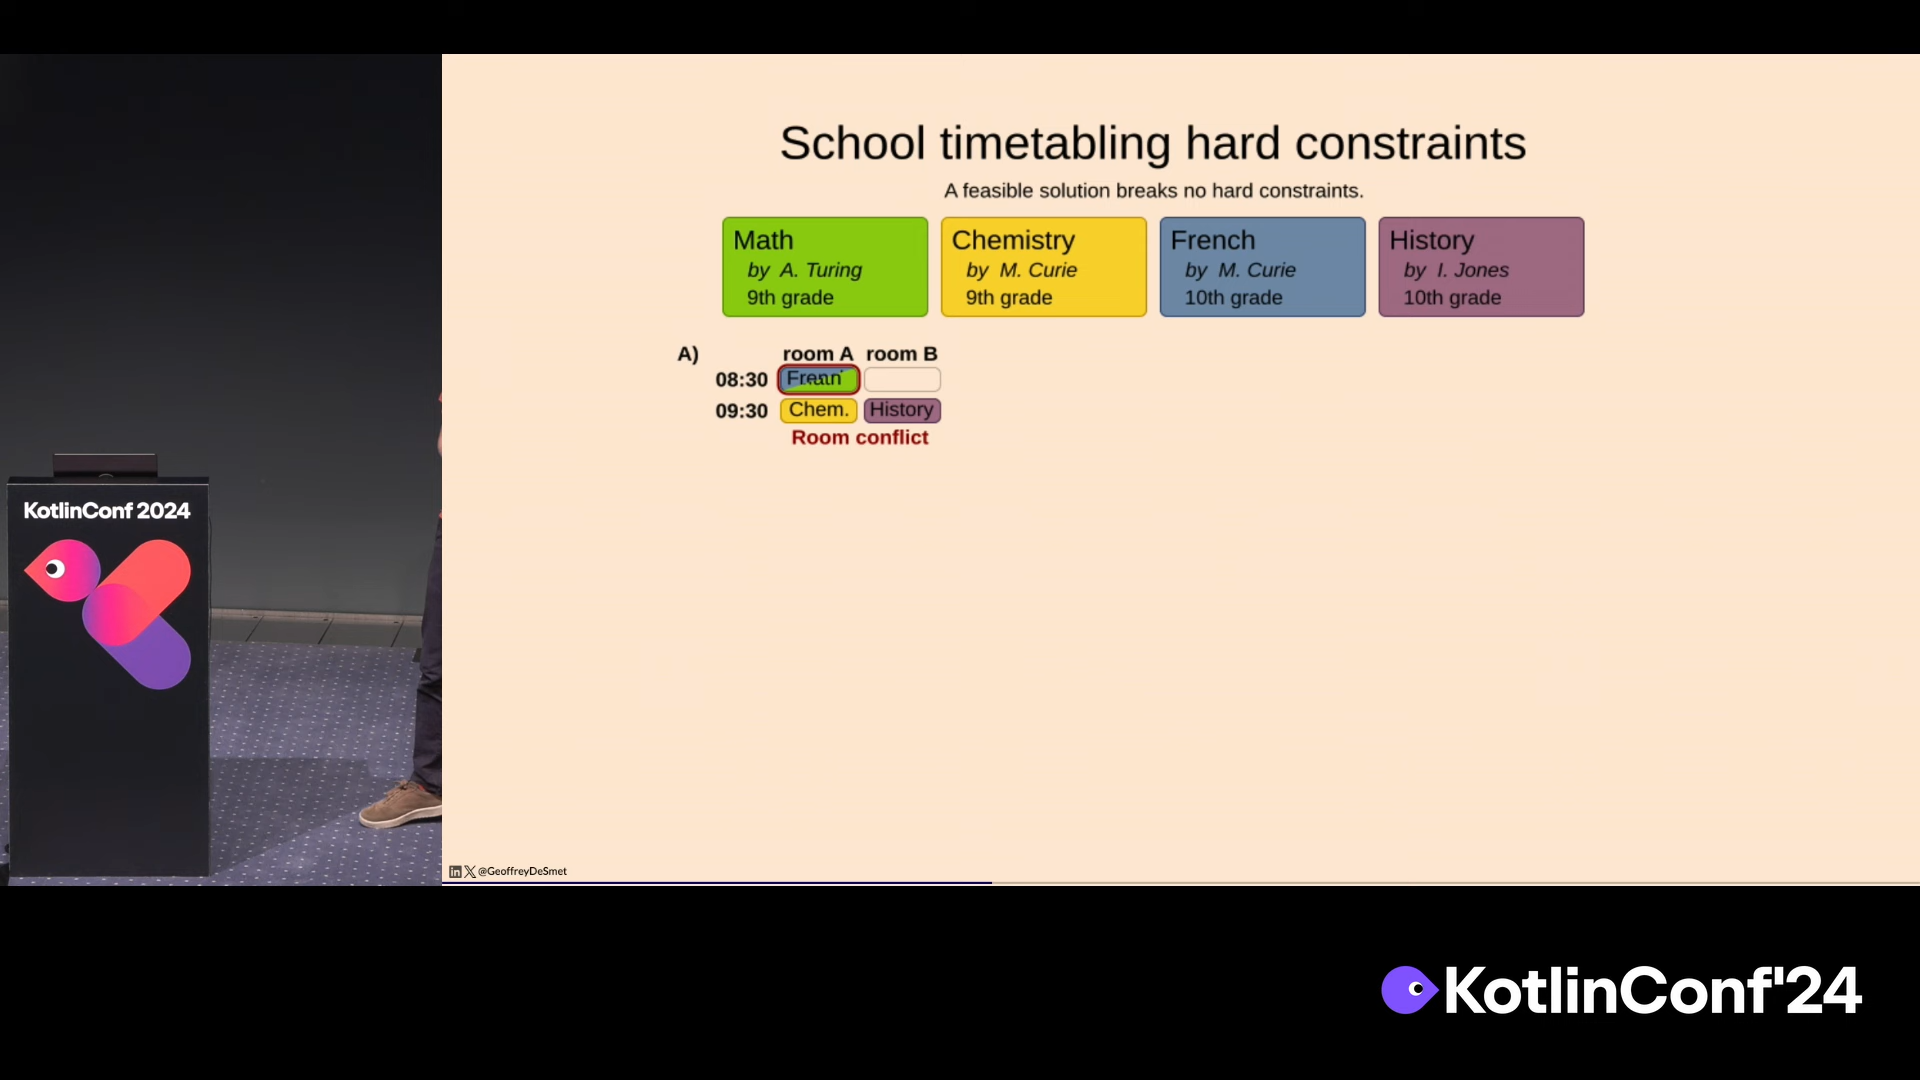 School timetabling hard constraints
A feasible solution breaks no hard constraints.
Math
by A. Turing
9th grade
Chemistry
by M. Curie
9th grade
French
by M. Curie
10th grade
History
by I. Jones
10th grade
A)
room A room B
08:30
09:30 Chem. History
Room conflict
KotlinConf 2024
@GeoffreyDeSmet
KotlinConf'24